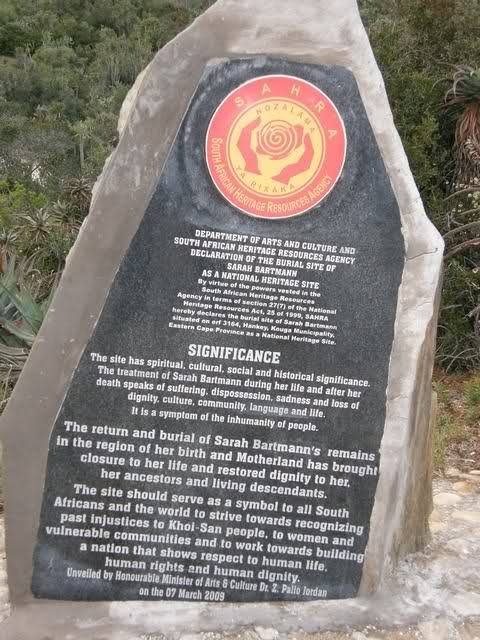 SAHRA
NOZALAMA
YA RIXAKA
SOUTH AFRICAN HERITAGE RESOURCES AGENCY
DEPARTMENT OF ARTS AND CULTURE AND
SOUTH AFRICAN HERITAGE RESOURCES AGENCY
DECLARATION OF THE BURIAL SITE OF
SARAH BARTMANN
AS A NATIONAL HERITAGE SITE
By virtue of the powers vested in the
South African Heritage Resources
Agency in terms of section 27(7) of the National
Heritage Resources Act, 25 of 1999, SAHRA
hereby declares the burial site of Sarah Bartmann
situated on erf 3164, Hankey, Kouga Municipality,
Eastern Cape Province as a National Heritage Site.
SIGNIFICANCE
The site has spiritual, cultural, social and historical significance.
The treatment of Sarah Bartmann during her life and after her
death speaks of suffering, dispossession, sadness and loss of
dignity, culture, community, language and life.
It is a symptom of the inhumanity of people.
The return and burial of Sarah Bartmann's remains
in the region of her birth and Motherland has brought
closure to her life and restored dignity to her,
her ancestors and living descendants.
The site should serve as a symbol to all South
Africans and the world to strive towards recognizing
past injustices to Khoi-San people, to women and
vulnerable communities and to work towards building
a nation that shows respect to human life,
human rights and human dignity.
Unveiled by Honourable Minister of Arts & Culture Dr. Z. Pallo Jordan
on the 07 March 2009